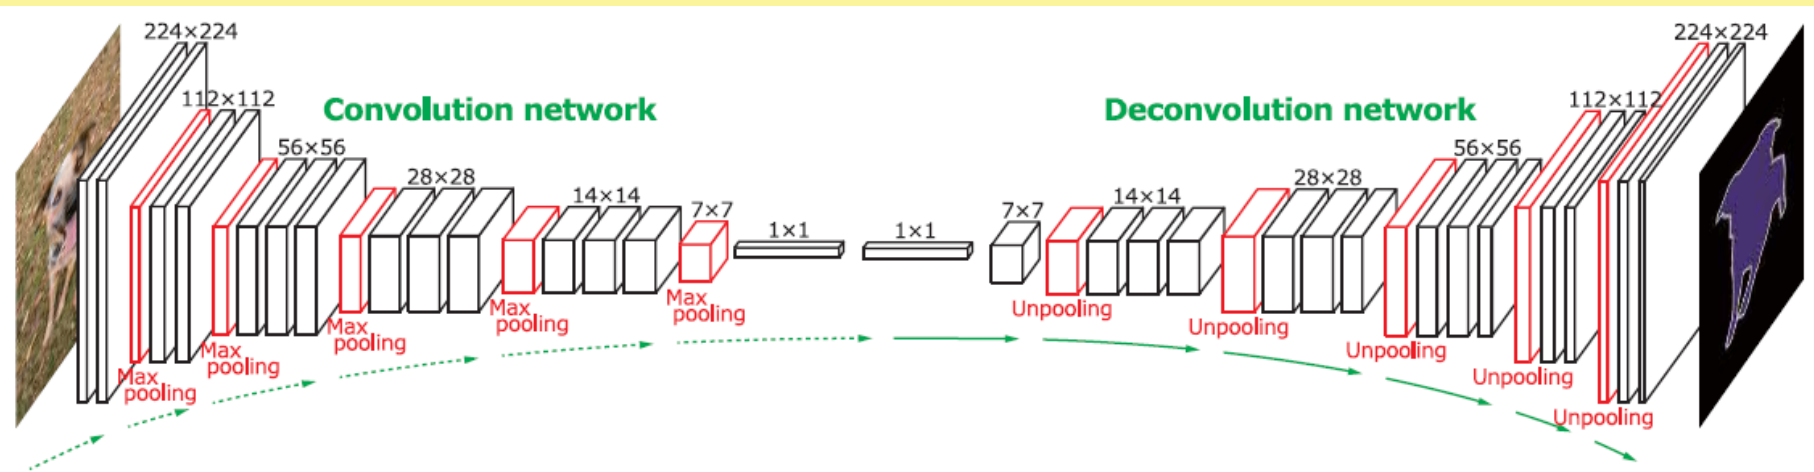 224×224
112×112
Convolution network
56×56
28×28
14×14
7×7
1×1
1×1
7×7
14×14
28×28
Deconvolution network
56×56
112×112
224×224
Max
pooling
Max
pooling
Max
pooling
Max
pooling
Max
pooling
Unpooling
Unpooling
Unpooling
Unpooling
Unpooling